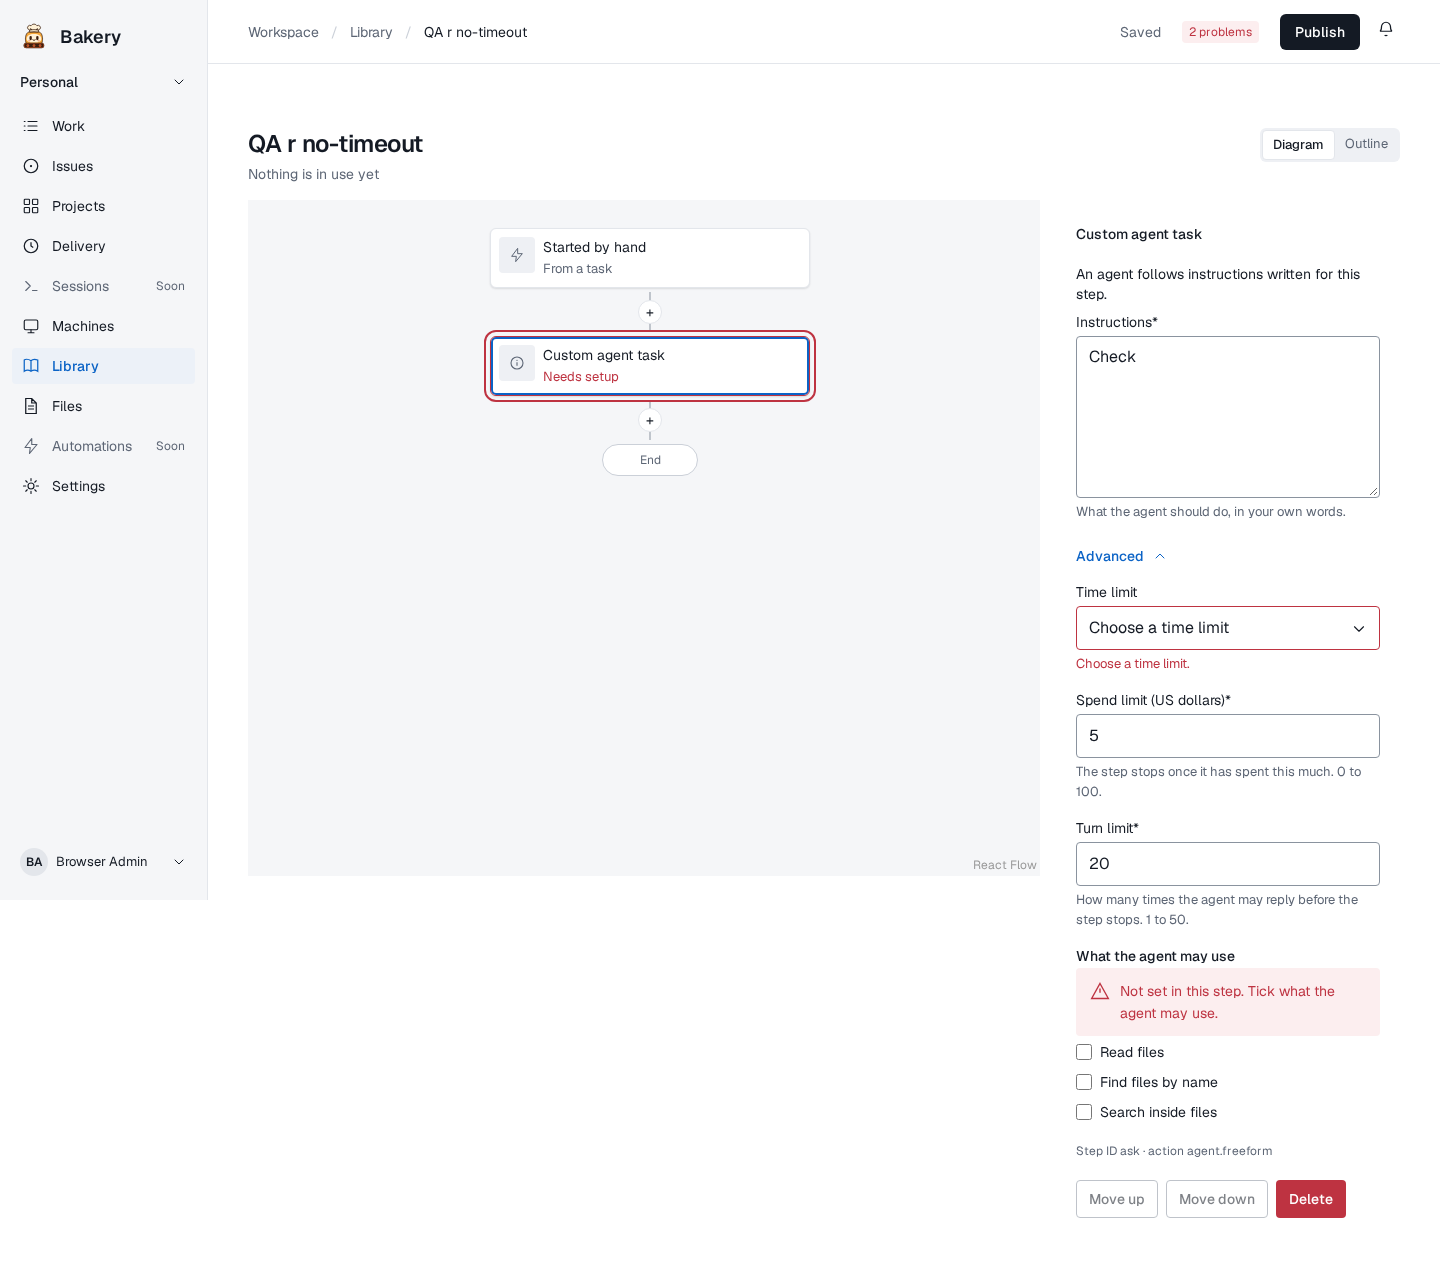 Bakery
Personal
Work
Issues
Projects
Delivery
Sessions Soon
Machines
Library
Files
Automations Soon
Settings
BA Browser Admin
Workspace / Library / QA r no-timeout
Saved 2 problems Publish
QA r no-timeout
Nothing is in use yet
Diagram Outline
Started by hand
From a task
+
Custom agent task
Needs setup
+
End
React Flow
Custom agent task
An agent follows instructions written for this
step.
Instructions*
Check
What the agent should do, in your own words.
Advanced
Time limit
Choose a time limit
Choose a time limit.
Spend limit (US dollars)*
5
The step stops once it has spent this much. 0 to
100.
Turn limit*
20
How many times the agent may reply before the
step stops. 1 to 50.
What the agent may use
Not set in this step. Tick what the
agent may use.
Read files
Find files by name
Search inside files
Step ID ask · action agent.freeform
Move up Move down Delete